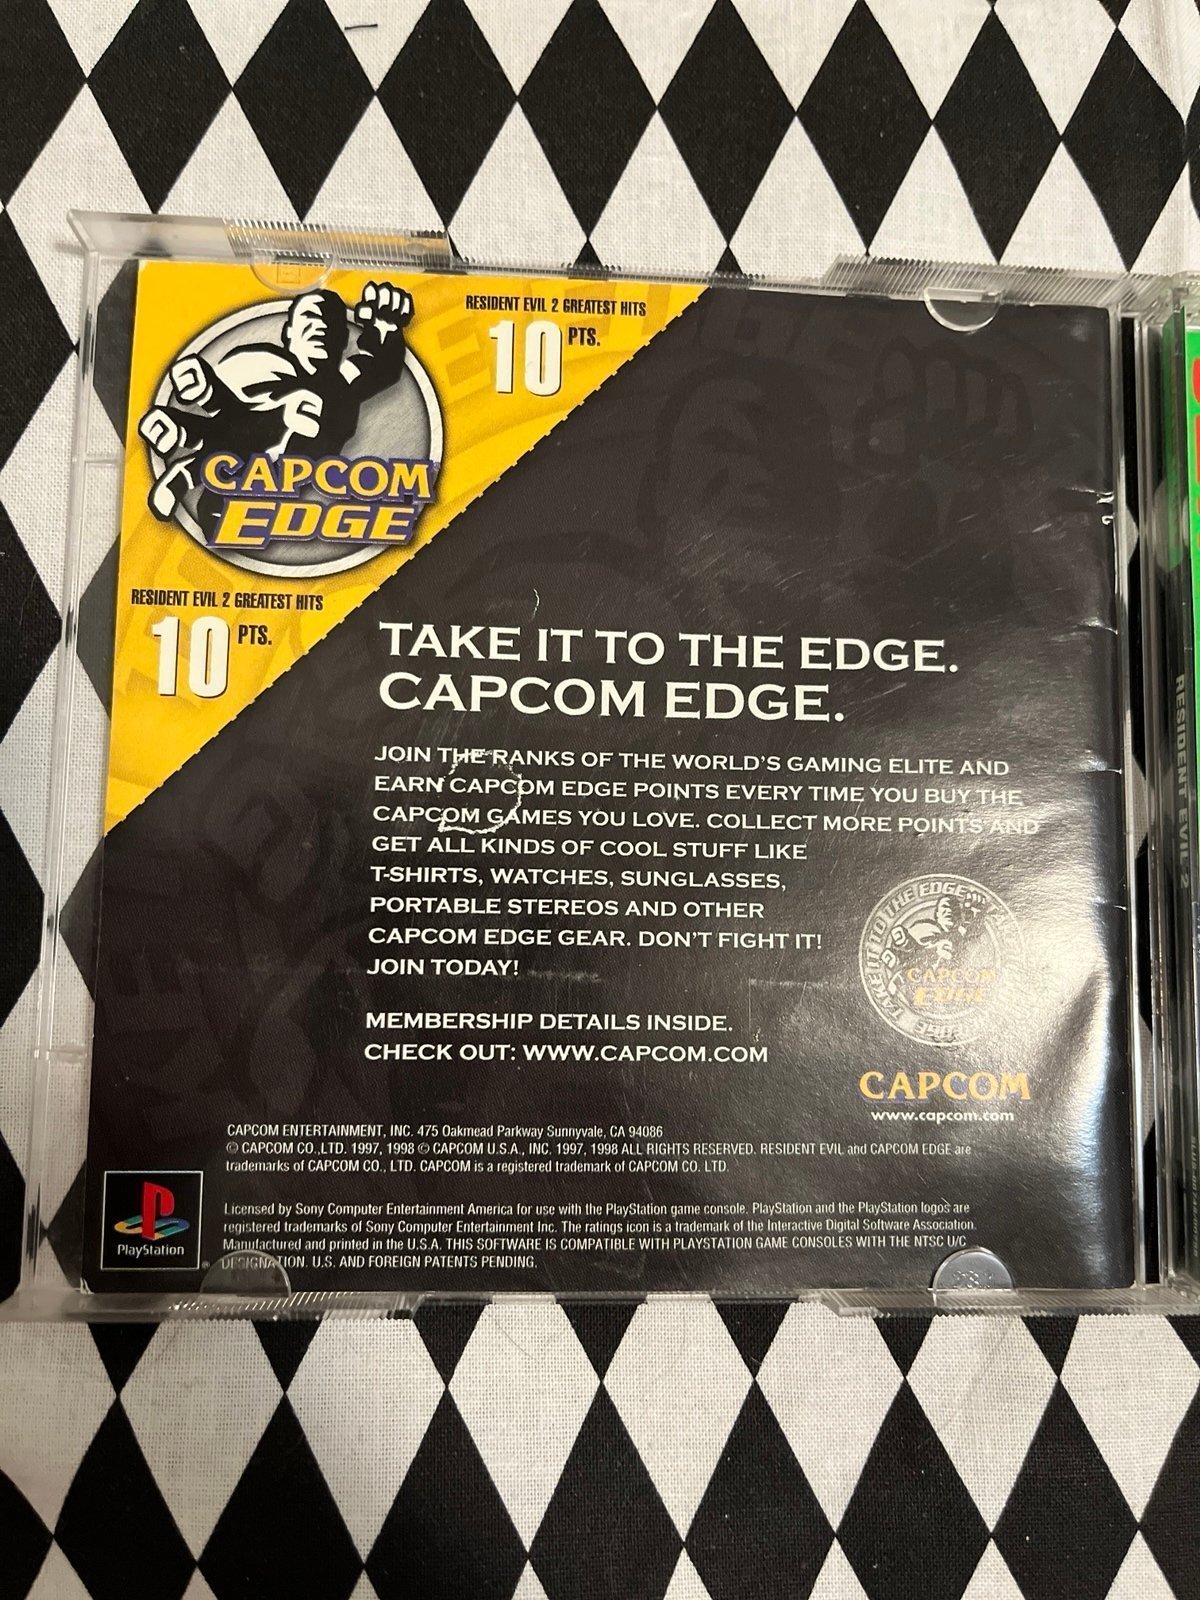 RESIDENT EVIL 2 GREATEST HITS
10 PTS.
CAPCOM
EDGE
RESIDENT EVIL 2 GREATEST HITS
10 PTS.
TAKE IT TO THE EDGE.
CAPCOM EDGE.
JOIN THE RANKS OF THE WORLD'S GAMING ELITE AND
EARN CAPCOM EDGE POINTS EVERY TIME YOU BUY THE
CAPCOM GAMES YOU LOVE. COLLECT MORE POINTS AND
GET ALL KINDS OF COOL STUFF LIKE
T-SHIRTS, WATCHES, SUNGLASSES,
PORTABLE STEREOS AND OTHER
CAPCOM EDGE GEAR. DON'T FIGHT IT!
JOIN TODAY!
MEMBERSHIP DETAILS INSIDE.
CHECK OUT: WWW.CAPCOM.COM
TAKE IT TO THE EDGE
CAPCOM
EDGE
CAPCOM
www.capcom.com
CAPCOM ENTERTAINMENT, INC. 475 Oakmead Parkway Sunnyvale, CA 94086
© CAPCOM CO.,LTD. 1997, 1998 © CAPCOM U.S.A., INC. 1997, 1998 ALL RIGHTS RESERVED. RESIDENT EVIL and CAPCOM EDGE are
trademarks of CAPCOM CO., LTD. CAPCOM is a registered trademark of CAPCOM CO. LTD.
PlayStation
Licensed by Sony Computer Entertainment America for use with the PlayStation game console. PlayStation and the PlayStation logos are
registered trademarks of Sony Computer Entertainment Inc. The ratings icon is a trademark of the Interactive Digital Software Association.
Manufactured and printed in the U.S.A. THIS SOFTWARE IS COMPATIBLE WITH PLAYSTATION GAME CONSOLES WITH THE NTSC U/C
DESIGNATION. U.S. AND FOREIGN PATENTS PENDING.
RESIDENT EVIL 2